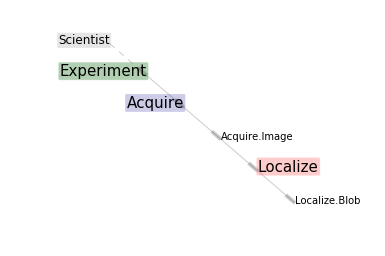 Scientist
Experiment
Acquire
Acquire.Image
Localize
Localize.Blob